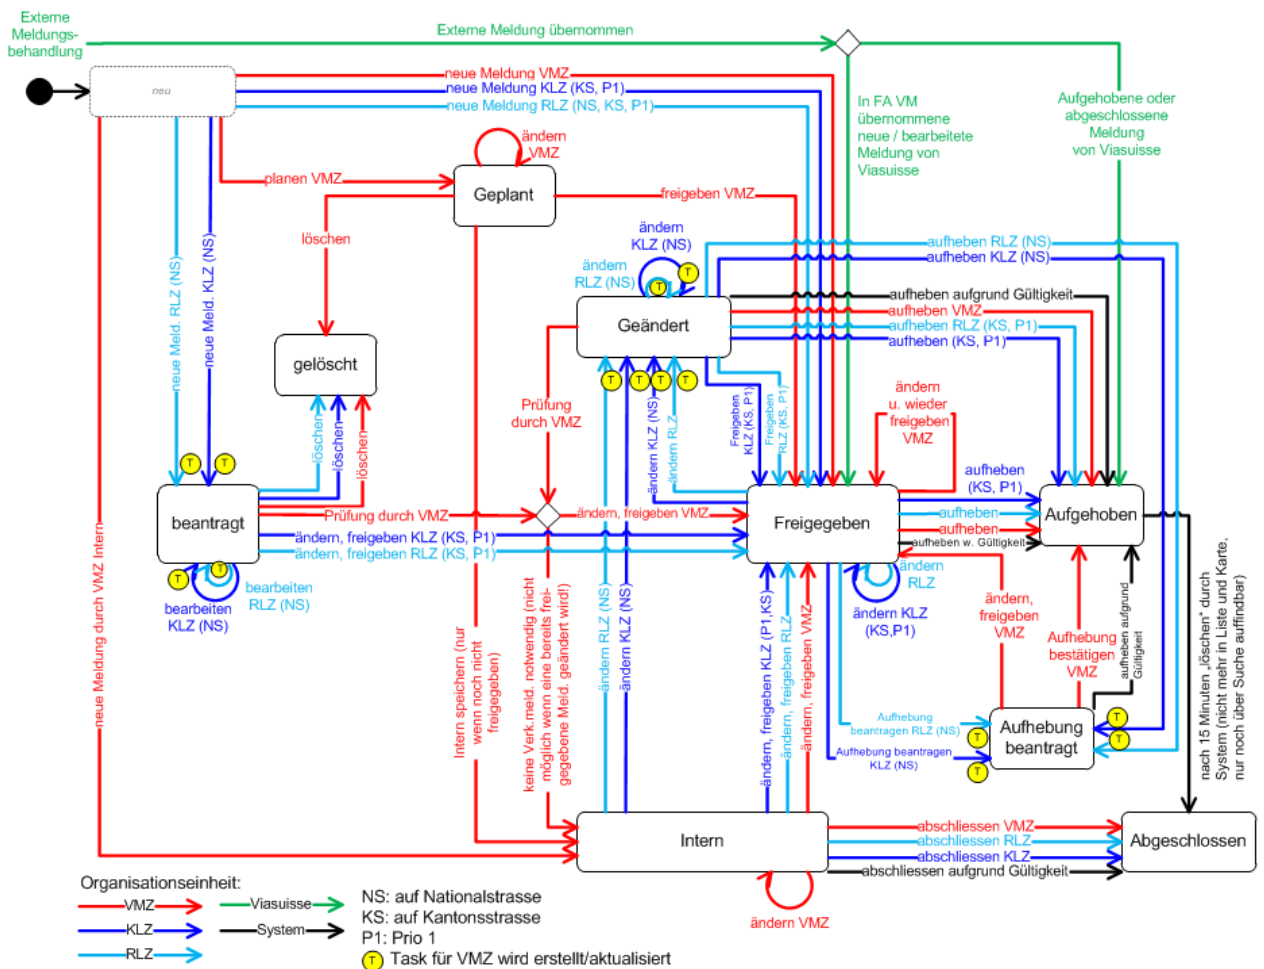 Externe
Meldungs-
behandlung
Externe Meldung übernommen
neu
neue Meldung VMZ
neue Meldung KLZ (KS, P1)
neue Meldung RLZ (NS, KS, P1)
In FA VM
übernommene
neue / bearbeitete
Meldung von
Viasuisse
Aufgehobene oder
abgeschlossene
Meldung
von Viasuisse
ändern
VMZ
planen VMZ
Geplant
freigeben VMZ
löschen
neue Meld. RLZ (NS)
neue Meld. KLZ (NS)
ändern
KLZ (NS)
ändern
RLZ (NS)
T
T
Geändert
aufheben RLZ (NS)
aufheben KLZ (NS)
aufheben aufgrund Gültigkeit
aufheben VMZ
aufheben RLZ (KS, P1)
aufheben (KS, P1)
gelöscht
T
T
T
T
Prüfung
durch VMZ
Freigeben
KLZ (KS, P1)
Freigeben
RLZ (KS, P1)
ändern
u. wieder
freigeben
VMZ
löschen
löschen
löschen
ändern KLZ (NS)
ändern RLZ
T
T
beantragt
Prüfung durch VMZ
ändern, freigeben VMZ
ändern, freigeben KLZ (KS, P1)
ändern, freigeben RLZ (KS, P1)
Freigegeben
aufheben
(KS, P1)
aufheben
aufheben
aufheben w. Gültigkeit
Aufgehoben
T
T
bearbeiten
KLZ (NS)
bearbeiten
RLZ (NS)
ändern
RLZ
ändern KLZ
(KS,P1)
neue Meldung durch VMZ Intern
Intern speichern (nur
wenn noch nicht
freigegeben)
keine Verk.meld. notwendig (nicht
möglich wenn eine bereits frei-
gegebene Meld. geändert wird!)
ändern RLZ (NS)
ändern KLZ (NS)
ändern, freigeben KLZ (P1,KS)
ändern, freigeben RLZ
ändern, freigeben VMZ
ändern,
freigeben
VMZ
Aufhebung
bestätigen
VMZ
aufheben aufgrund
Gültigkeit
nach 15 Minuten „löschen“ durch
System (nicht mehr in Liste und Karte,
nur noch über Suche auffindbar)
Aufhebung
beantragen RLZ (NS)
Aufhebung beantragen
KLZ (NS)
T
T
Aufhebung
beantragt
T
T
Intern
abschliessen VMZ
abschliessen RLZ
abschliessen KLZ
abschliessen aufgrund Gültigkeit
Abgeschlossen
ändern VMZ
Organisationseinheit:
VMZ
KLZ
RLZ
Viasuisse
System
NS: auf Nationalstrasse
KS: auf Kantonsstrasse
P1: Prio 1
T Task für VMZ wird erstellt/aktualisiert